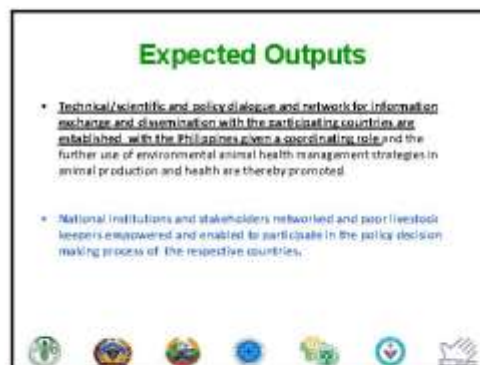 Expected Outputs
• Technical/scientific and policy dialogue and network for information
exchange and dissemination with the participating countries are
established, with the Philippines given a coordinating role and the
further use of environmental animal health management strategies in
animal production and health are thereby promoted
• National institutions and stakeholders networked and poor livestock
keepers empowered and enabled to participate in the policy decision
making process of the respective countries.